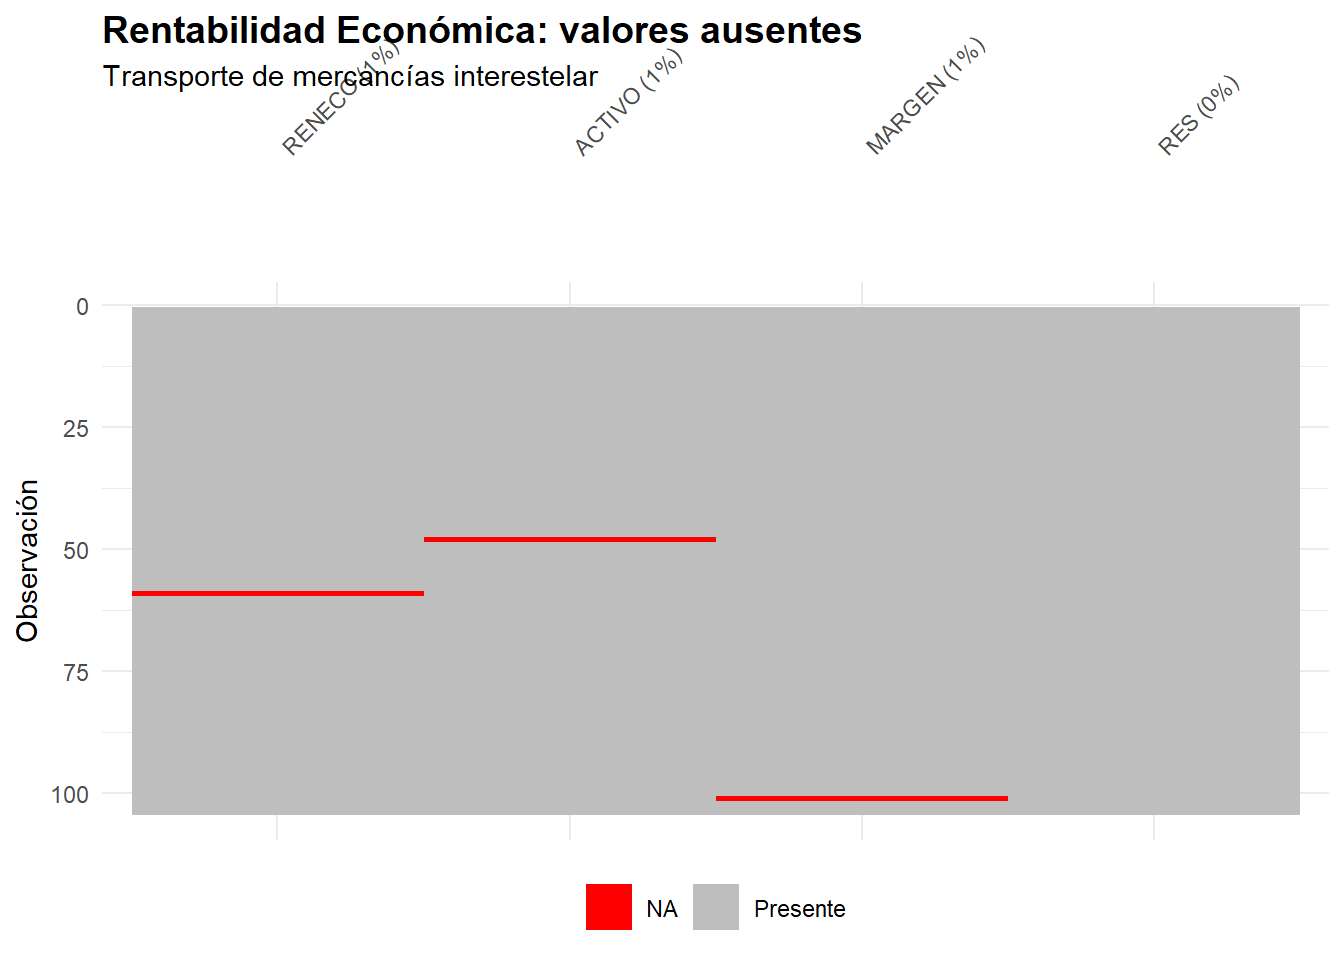 Rentabilidad Económica: valores ausentes
Transporte de mercancías interestelar
RENECO (1%)
ACTIVO (1%)
MARGEN (1%)
RES (0%)
0
25
50
75
100
Observación
NA
Presente